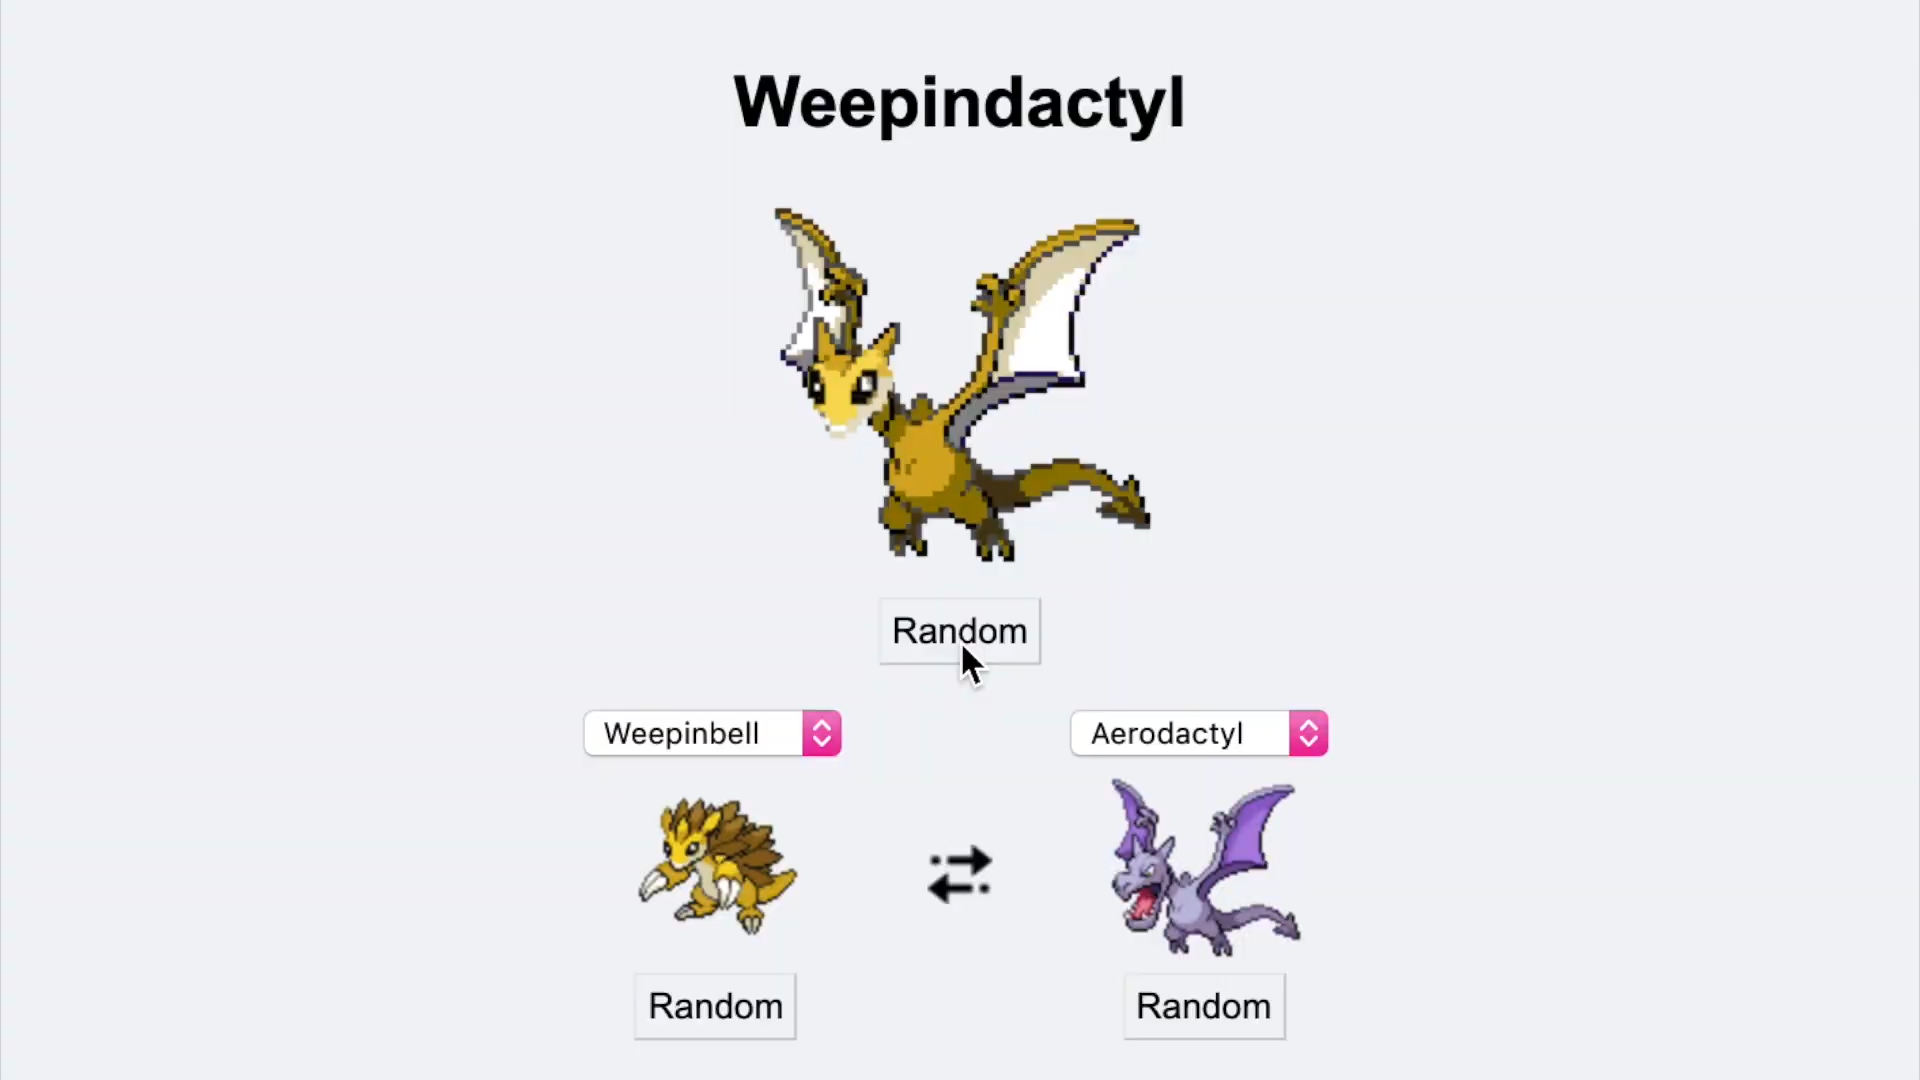 Weepindactyl
Random
Weepinbell
Aerodactyl
Random
Random